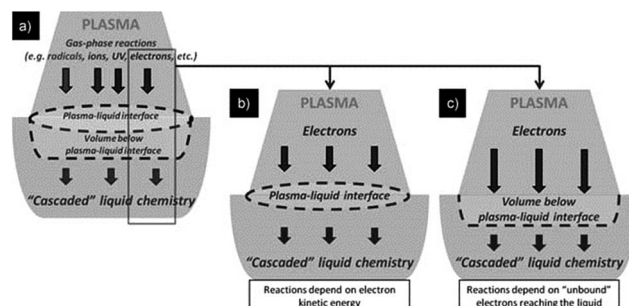 a)
PLASMA
Gas-phase reactions
(e.g. radicals, ions, UV, electrons, etc.)
Plasma-liquid interface
Volume below
plasma-liquid interface
"Cascaded" liquid chemistry
b)
PLASMA
Electrons
Plasma-liquid interface
"Cascaded" liquid chemistry
Reactions depend on electron
kinetic energy
c)
PLASMA
Electrons
Volume below
plasma-liquid interface
"Cascaded" liquid chemistry
Reactions depend on "unbound"
electrons reaching the liquid